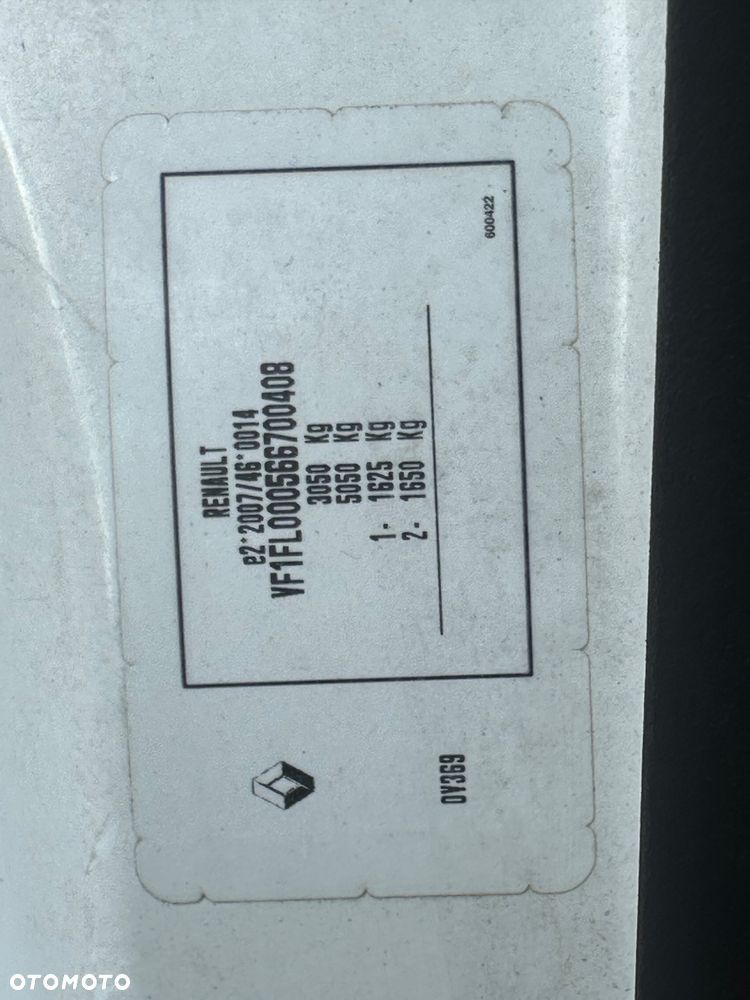 RENAULT
e2*2007/46*0014
VF1FL000566700408
3050 Kg
5050 Kg
1- 1625 Kg
2- 1650 Kg
600422
0Y369
OTOMOTO